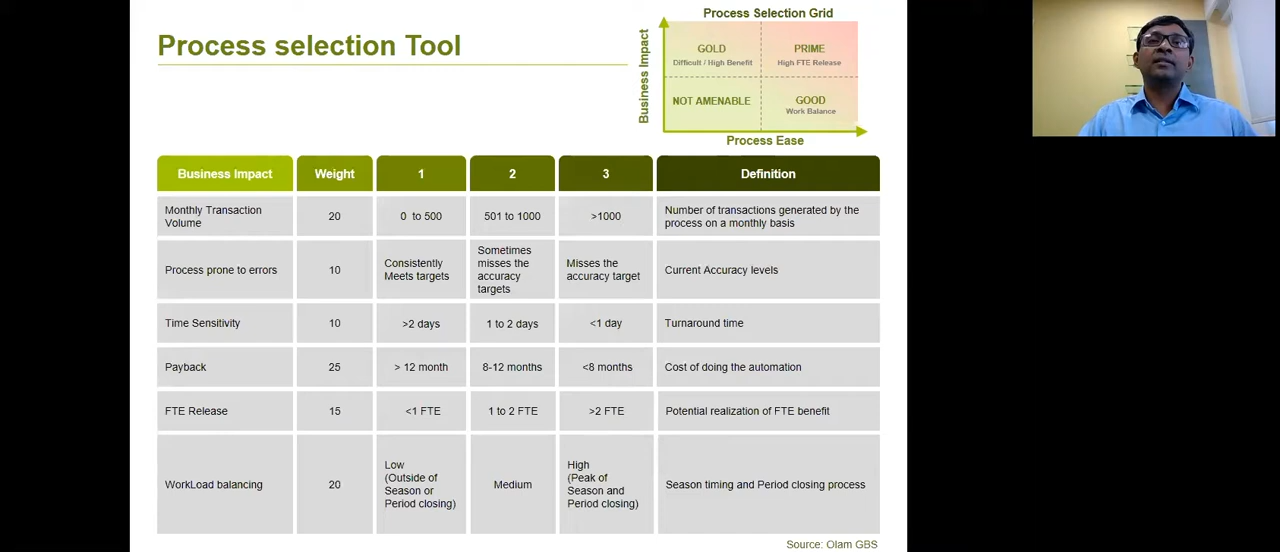 Process selection Tool
Process Selection Grid
Business Impact
GOLD
Difficult / High Benefit
PRIME
High FTE Release
NOT AMENABLE
GOOD
Work Balance
Process Ease
Business Impact
Weight
1
2
3
Definition
Monthly Transaction
Volume
20
0 to 500
501 to 1000
>1000
Number of transactions generated by the
process on a monthly basis
Process prone to errors
10
Consistently
Meets targets
Sometimes
misses the
accuracy
targets
Misses the
accuracy target
Current Accuracy levels
Time Sensitivity
10
>2 days
1 to 2 days
<1 day
Turnaround time
Payback
25
> 12 month
8-12 months
<8 months
Cost of doing the automation
FTE Release
15
<1 FTE
1 to 2 FTE
>2 FTE
Potential realization of FTE benefit
WorkLoad balancing
20
Low
(Outside of
Season or
Period closing)
Medium
High
(Peak of
Season and
Period closing)
Season timing and Period closing process
Source: Olam GBS